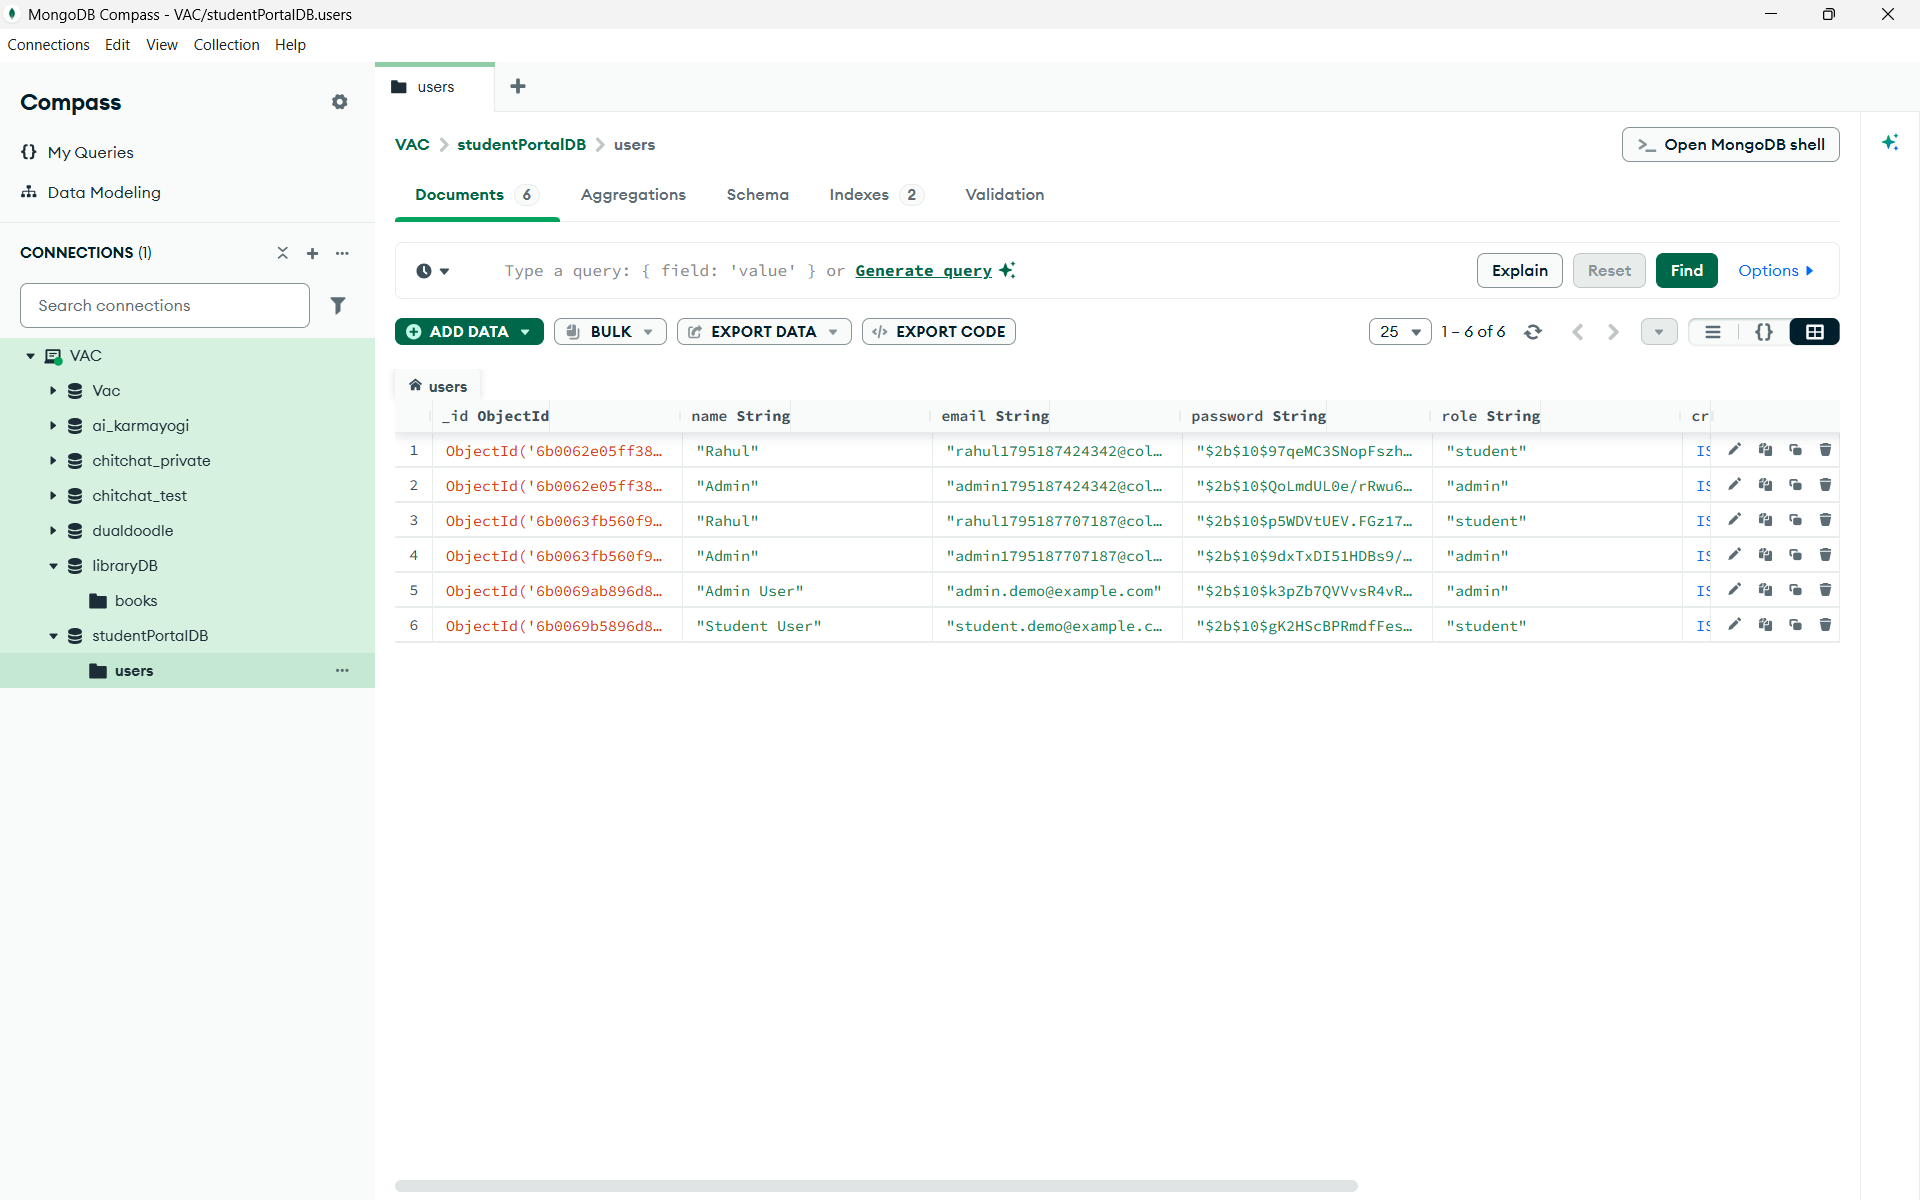 MongoDB Compass - VAC/studentPortalDB.users
Connections Edit View Collection Help
Compass
My Queries
Data Modeling
CONNECTIONS (1)
Search connections
VAC
Vac
ai_karmayogi
chitchat_private
chitchat_test
dualdoodle
libraryDB
books
studentPortalDB
users
users
VAC > studentPortalDB > users
>_ Open MongoDB shell
Documents 6 Aggregations Schema Indexes 2 Validation
Type a query: { field: 'value' } or Generate query
Explain Reset Find Options
ADD DATA BULK EXPORT DATA EXPORT CODE
25 1 – 6 of 6
users
_id ObjectId name String email String password String role String cr
1 ObjectId('6b0062e05ff38… "Rahul" "rahul1795187424342@col… "$2b$10$97qeMC3SNopFszh… "student" IS
2 ObjectId('6b0062e05ff38… "Admin" "admin1795187424342@col… "$2b$10$QoLmdUL0e/rRwu6… "admin" IS
3 ObjectId('6b0063fb560f9… "Rahul" "rahul1795187707187@col… "$2b$10$p5WDVtUEV.FGz17… "student" IS
4 ObjectId('6b0063fb560f9… "Admin" "admin1795187707187@col… "$2b$10$9dxTxDI51HDBs9/… "admin" IS
5 ObjectId('6b0069ab896d8… "Admin User" "admin.demo@example.com" "$2b$10$k3pZb7QVVvsR4vR… "admin" IS
6 ObjectId('6b0069b5896d8… "Student User" "student.demo@example.c… "$2b$10$gK2HScBPRmdfFes… "student" IS